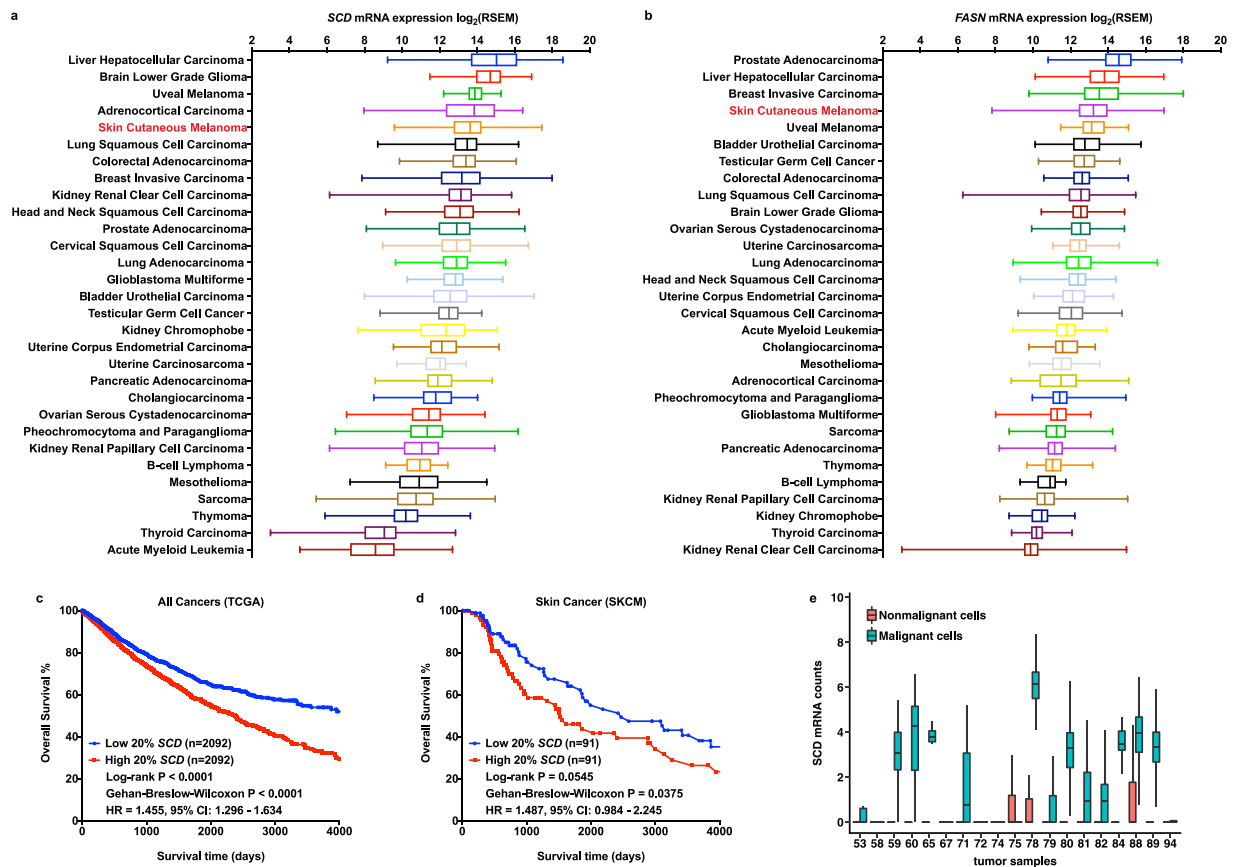 a
SCD mRNA expression log2(RSEM)
2 4 6 8 10 12 14 16 18 20
Liver Hepatocellular Carcinoma
Brain Lower Grade Glioma
Uveal Melanoma
Adrenocortical Carcinoma
Skin Cutaneous Melanoma
Lung Squamous Cell Carcinoma
Colorectal Adenocarcinoma
Breast Invasive Carcinoma
Kidney Renal Clear Cell Carcinoma
Head and Neck Squamous Cell Carcinoma
Prostate Adenocarcinoma
Cervical Squamous Cell Carcinoma
Lung Adenocarcinoma
Glioblastoma Multiforme
Bladder Urothelial Carcinoma
Testicular Germ Cell Cancer
Kidney Chromophobe
Uterine Corpus Endometrial Carcinoma
Uterine Carcinosarcoma
Pancreatic Adenocarcinoma
Cholangiocarcinoma
Ovarian Serous Cystadenocarcinoma
Pheochromocytoma and Paraganglioma
Kidney Renal Papillary Cell Carcinoma
B-cell Lymphoma
Mesothelioma
Sarcoma
Thymoma
Thyroid Carcinoma
Acute Myeloid Leukemia
b
FASN mRNA expression log2(RSEM)
2 4 6 8 10 12 14 16 18 20
Prostate Adenocarcinoma
Liver Hepatocellular Carcinoma
Breast Invasive Carcinoma
Skin Cutaneous Melanoma
Uveal Melanoma
Bladder Urothelial Carcinoma
Testicular Germ Cell Cancer
Colorectal Adenocarcinoma
Lung Squamous Cell Carcinoma
Brain Lower Grade Glioma
Ovarian Serous Cystadenocarcinoma
Uterine Carcinosarcoma
Lung Adenocarcinoma
Head and Neck Squamous Cell Carcinoma
Uterine Corpus Endometrial Carcinoma
Cervical Squamous Cell Carcinoma
Acute Myeloid Leukemia
Cholangiocarcinoma
Mesothelioma
Adrenocortical Carcinoma
Pheochromocytoma and Paraganglioma
Glioblastoma Multiforme
Sarcoma
Pancreatic Adenocarcinoma
Thymoma
B-cell Lymphoma
Kidney Renal Papillary Cell Carcinoma
Kidney Chromophobe
Thyroid Carcinoma
Kidney Renal Clear Cell Carcinoma
c
All Cancers (TCGA)
Overall Survival %
100
80
60
40
20
0
Low 20% SCD (n=2092)
High 20% SCD (n=2092)
Log-rank P < 0.0001
Gehan-Breslow-Wilcoxon P < 0.0001
HR = 1.455, 95% CI: 1.296 - 1.634
0 1000 2000 3000 4000
Survival time (days)
d
Skin Cancer (SKCM)
Overall Survival %
100
80
60
40
20
0
Low 20% SCD (n=91)
High 20% SCD (n=91)
Log-rank P = 0.0545
Gehan-Breslow-Wilcoxon P = 0.0375
HR = 1.487, 95% CI: 0.984 - 2.245
0 1000 2000 3000 4000
Survival time (days)
e
SCD mRNA counts
10
8
6
4
2
0
Nonmalignant cells
Malignant cells
53 58 59 60 65 67 71 72 74 75 78 79 80 81 82 84 88 89 94
tumor samples